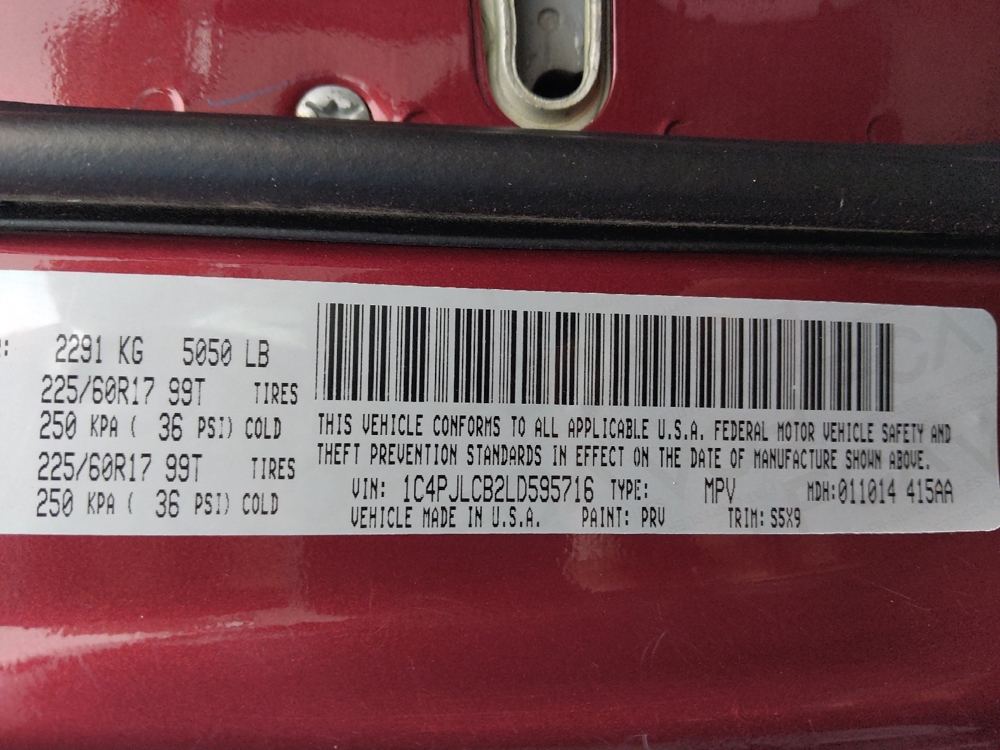 2291 KG 5050 LB
225/60R17 99T TIRES
250 KPA ( 36 PSI) COLD
225/60R17 99T TIRES
250 KPA ( 36 PSI) COLD
THIS VEHICLE CONFORMS TO ALL APPLICABLE U.S.A. FEDERAL MOTOR VEHICLE SAFETY AND
THEFT PREVENTION STANDARDS IN EFFECT ON THE DATE OF MANUFACTURE SHOWN ABOVE.
VIN: 1C4PJLCB2LD595716 TYPE: MPV MDH:011014 415AA
VEHICLE MADE IN U.S.A. PAINT: PRV TRIM: S5X9